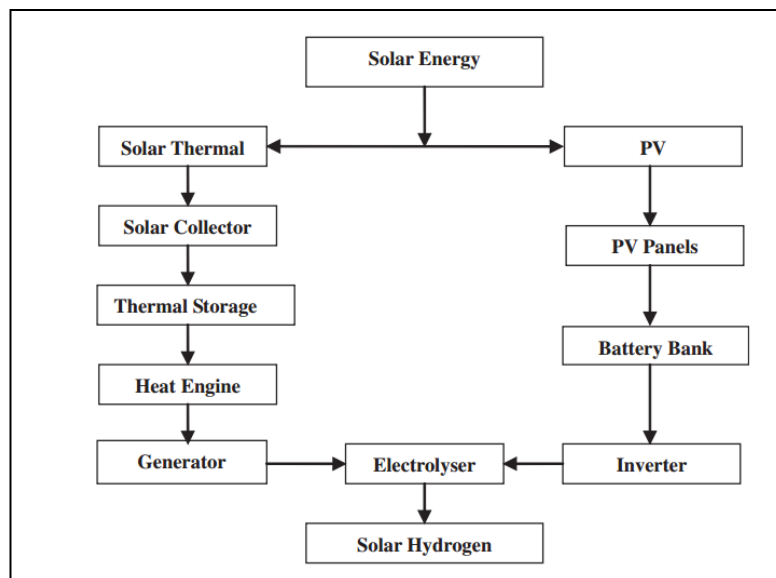 Solar Energy
Solar Thermal
PV
Solar Collector
PV Panels
Thermal Storage
Battery Bank
Heat Engine
Generator
Electrolyser
Inverter
Solar Hydrogen